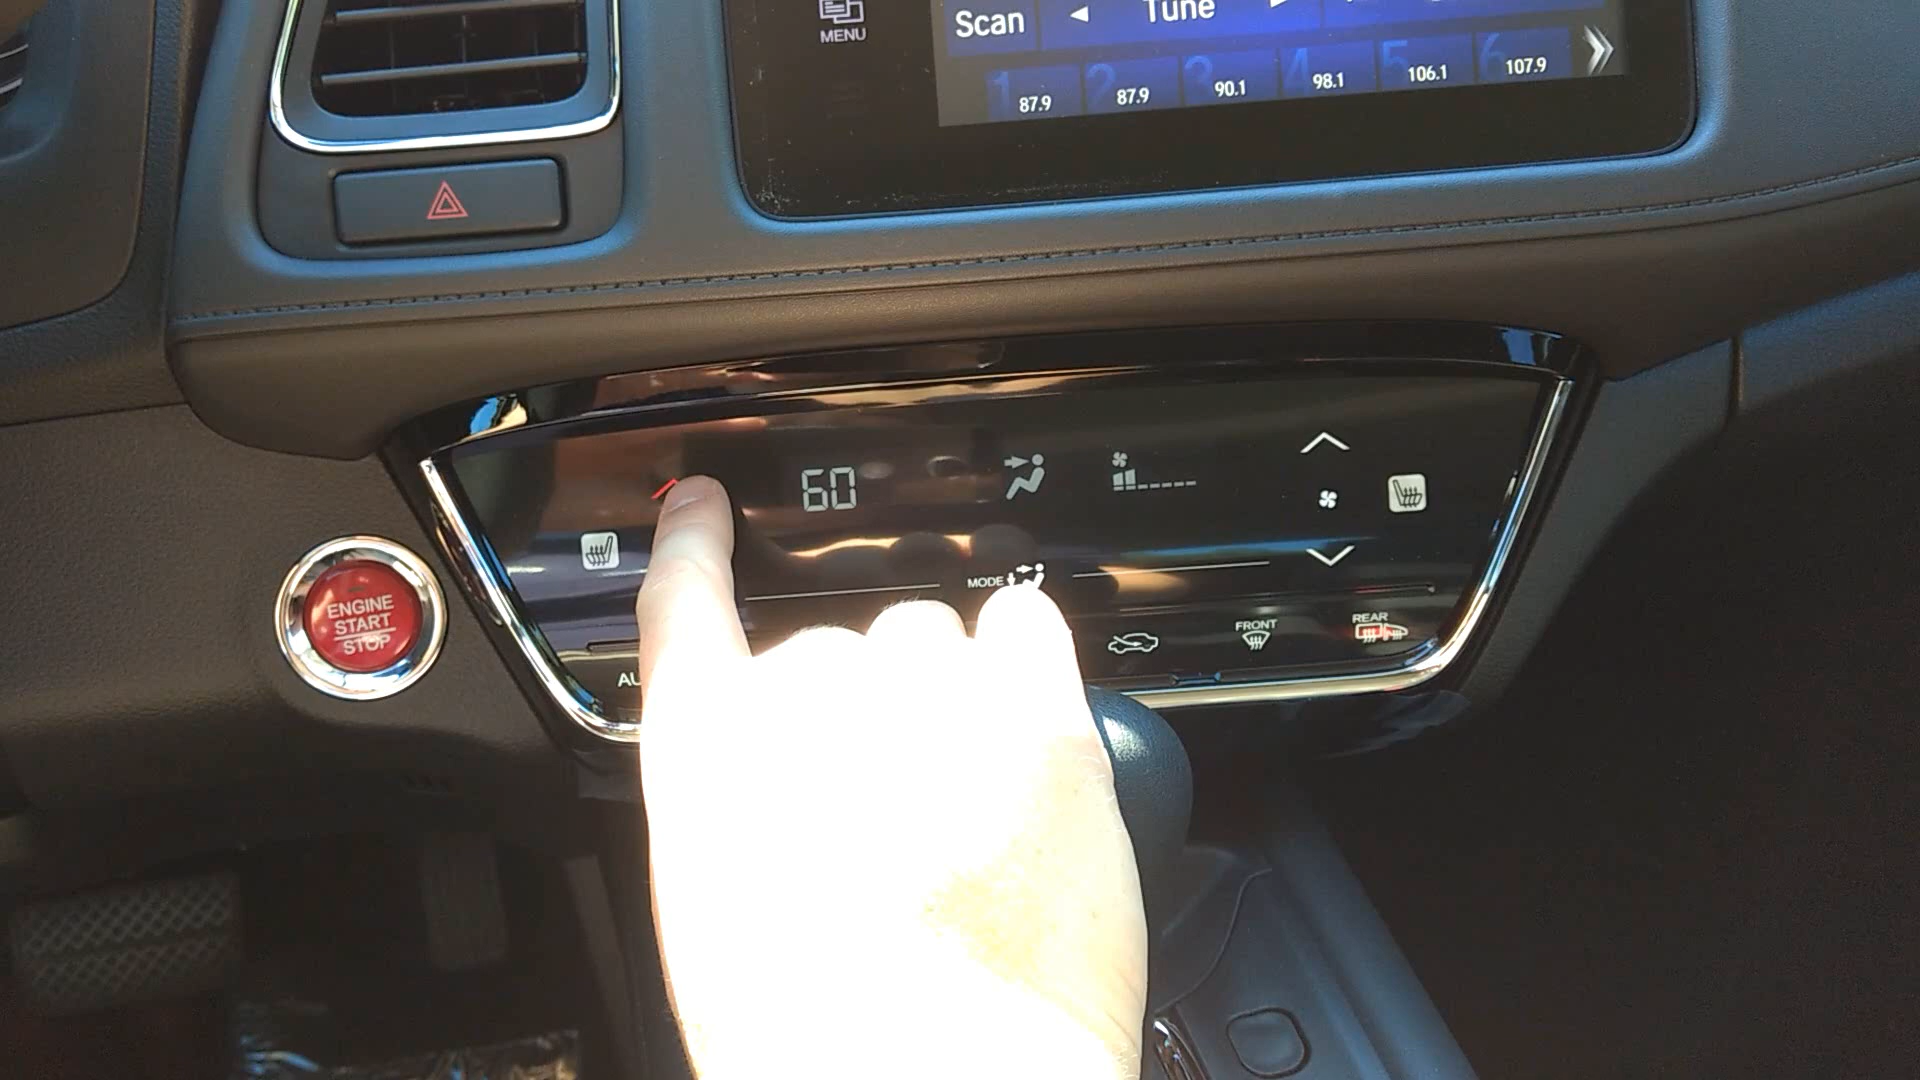 MENU
Scan
Tune
1 2 3 4 5 6
87.9 87.9 90.1 98.1 106.1 107.9
60
MODE
ENGINE
START
STOP
FRONT
REAR